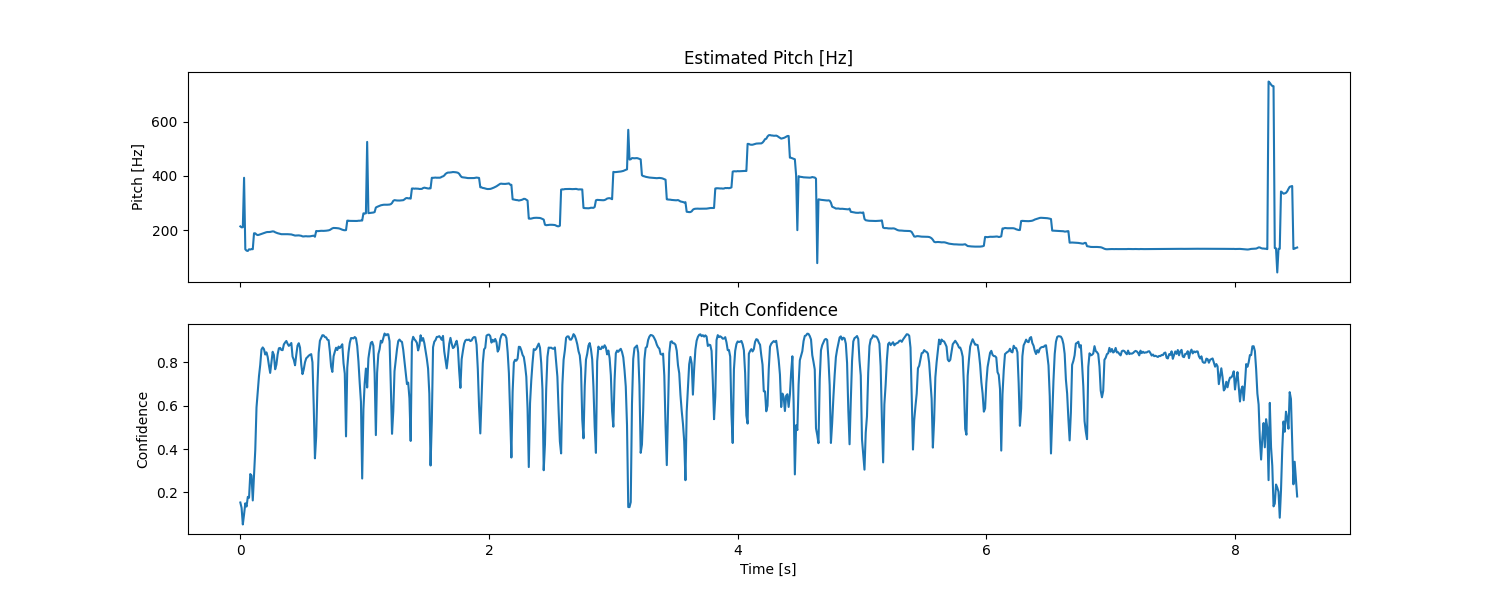 Estimated Pitch [Hz]
600
400
200
Pitch [Hz]
Pitch Confidence
0.8
0.6
0.4
0.2
Confidence
0 2 4 6 8
Time [s]